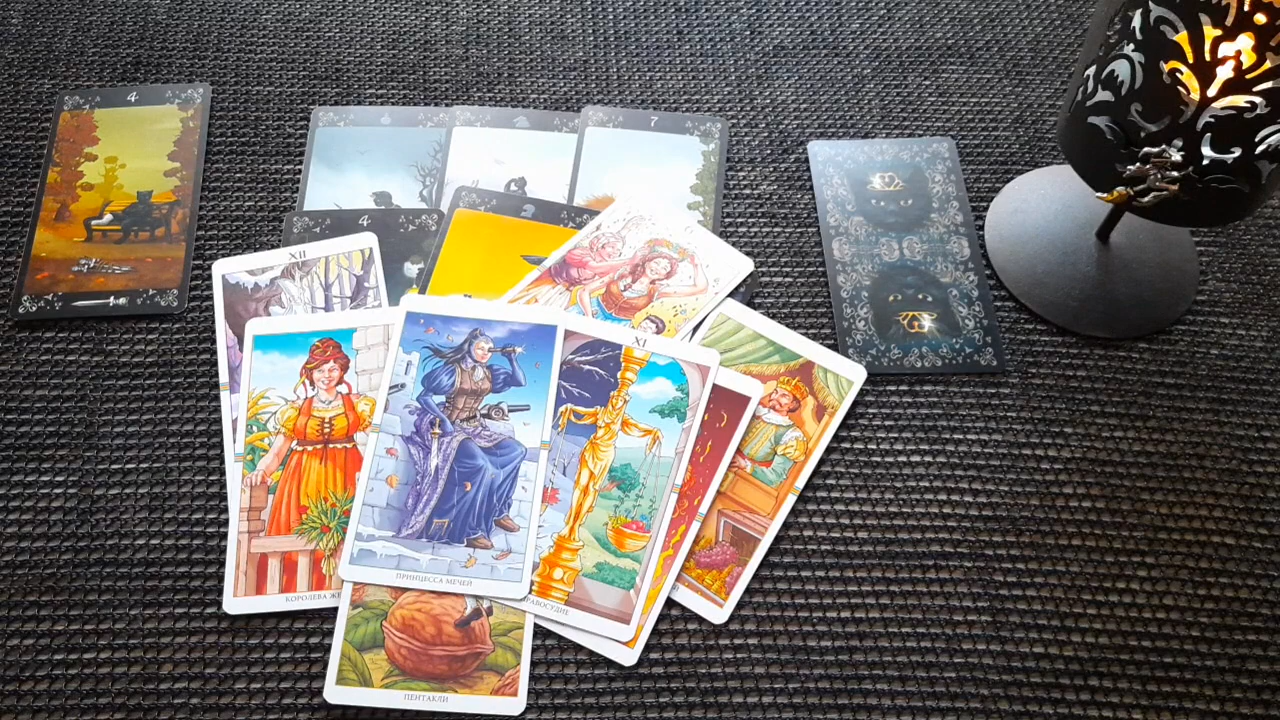 4
7
4
XII
XI
КОРОЛЕВА ЖЕ
ПРИНЦЕССА МЕЧЕЙ
РАВОСУДИЕ
ПЕНТАКЛИ